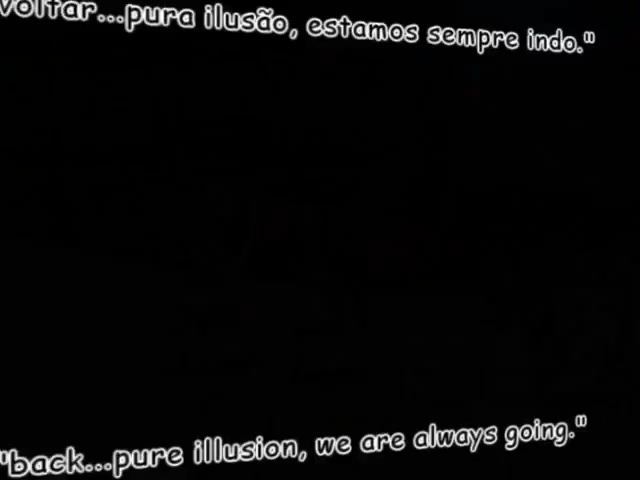 voltar...pura ilusão, estamos sempre indo."
"back...pure illusion, we are always going."